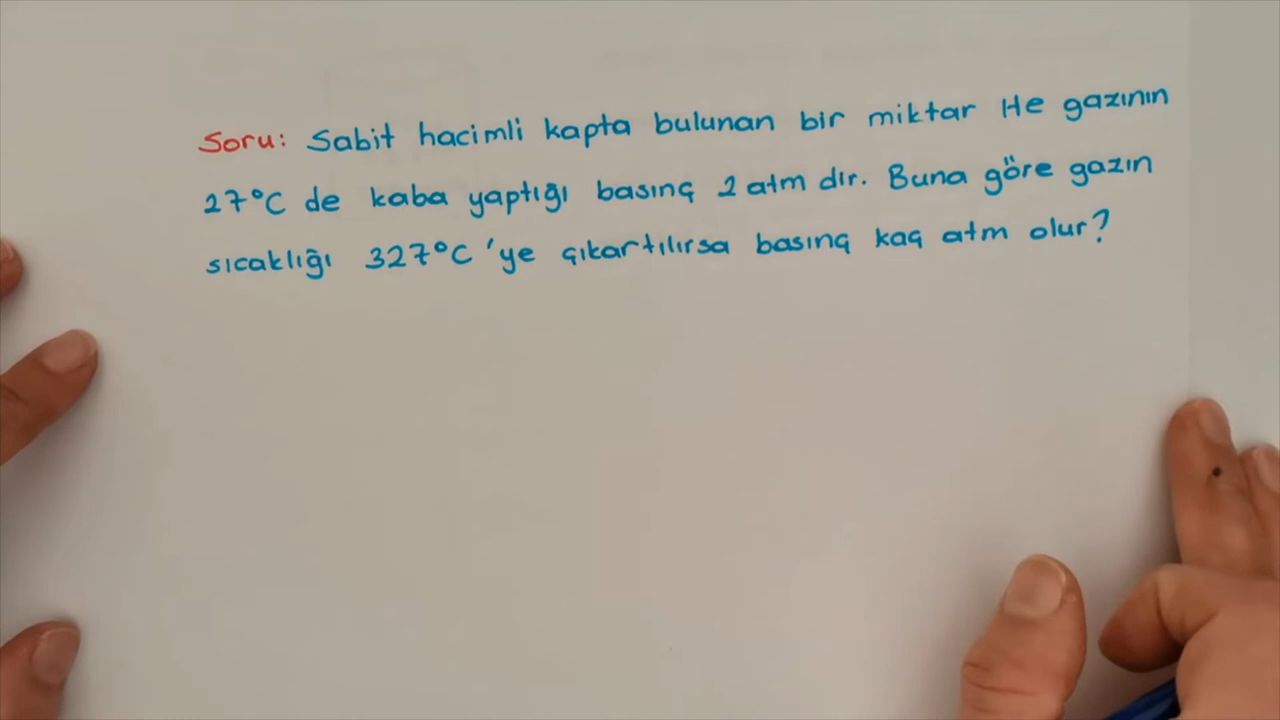 Soru: Sabit hacimli kapta bulunan bir miktar He gazının
27°C de kaba yaptığı basınç 2 atm dir. Buna göre gazın
sıcaklığı 327°C'ye çıkartılırsa basınç kaç atm olur?